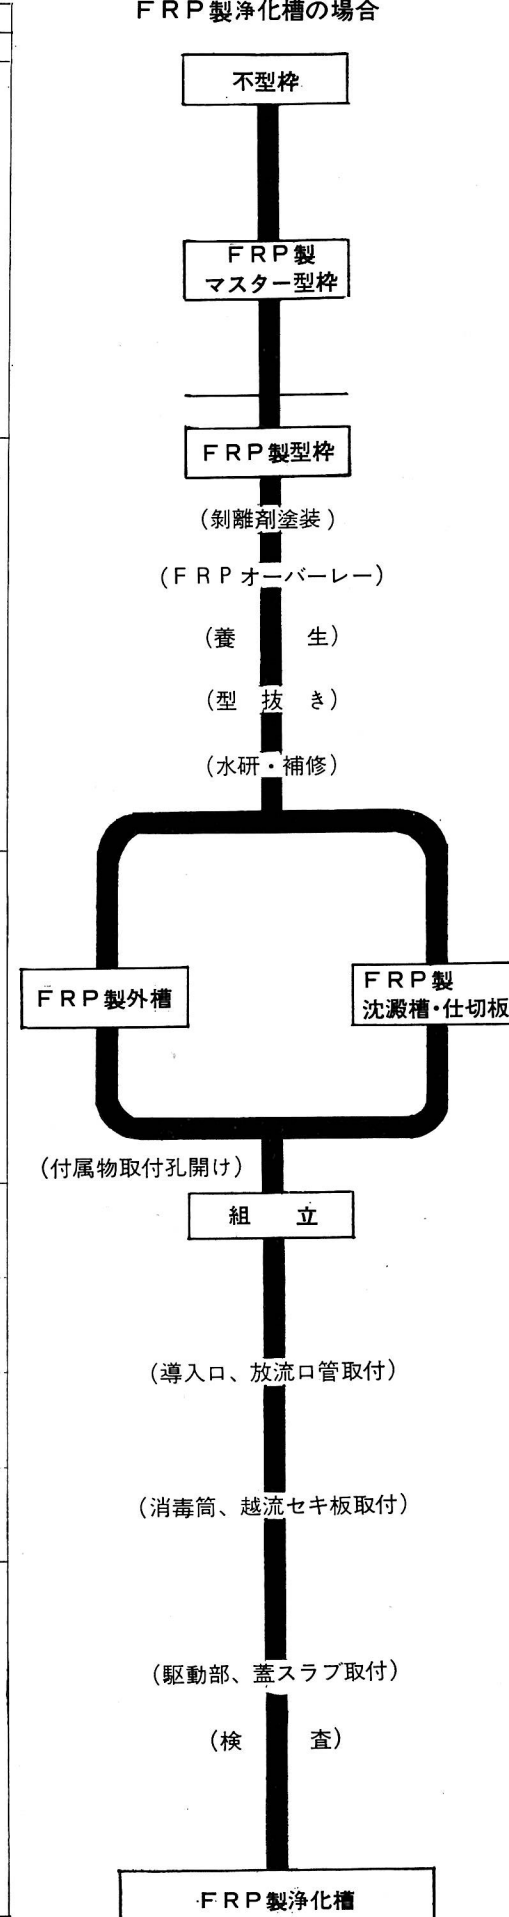 FRP製浄化槽の場合
不型枠
FRP製
マスター型枠
FRP製型枠
(剝離剤塗装)
(FRPオーバーレー)
(養 生)
(型 抜 き)
(水研・補修)
FRP製外槽
FRP製
沈澱槽・仕切板
(付属物取付孔開け)
組 立
(導入口、放流口管取付)
(消毒筒、越流セキ板取付)
(駆動部、蓋スラブ取付)
(検 査)
FRP製浄化槽